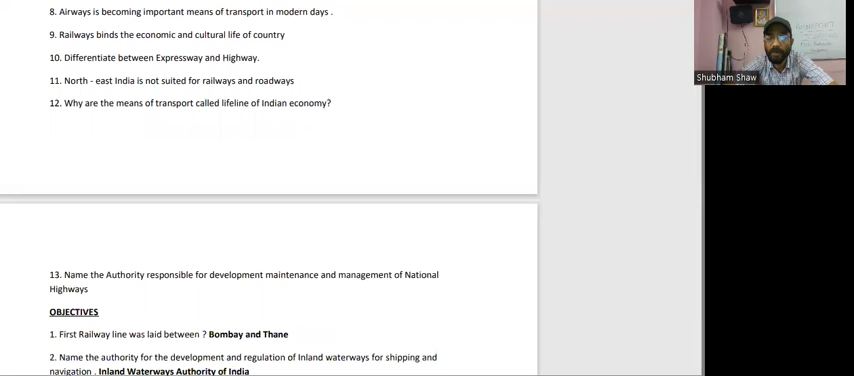 8. Airways is becoming important means of transport in modern days .
9. Railways binds the economic and cultural life of country
10. Differentiate between Expressway and Highway.
11. North - east India is not suited for railways and roadways
12. Why are the means of transport called lifeline of Indian economy?
13. Name the Authority responsible for development maintenance and management of National
Highways
OBJECTIVES
1. First Railway line was laid between ? Bombay and Thane
2. Name the authority for the development and regulation of Inland waterways for shipping and
navigation . Inland Waterways Authority of India
Shubham Shaw